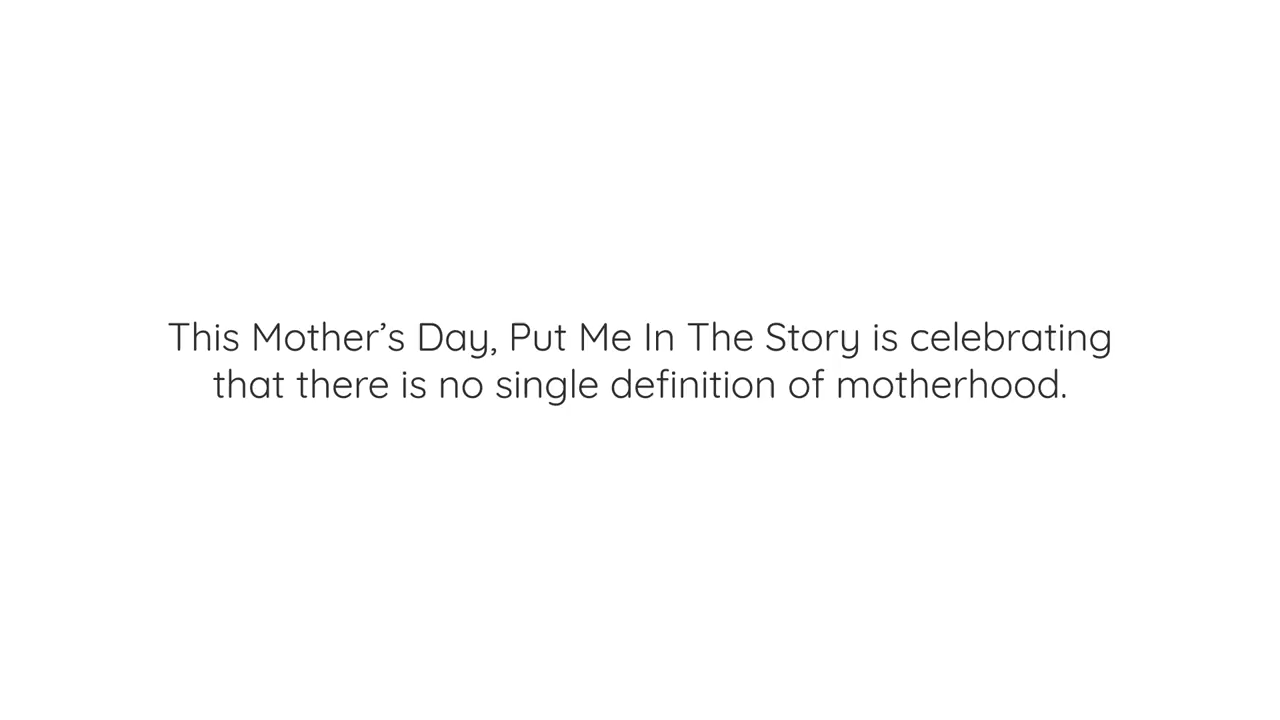 This Mother’s Day, Put Me In The Story is celebrating
that there is no single definition of motherhood.